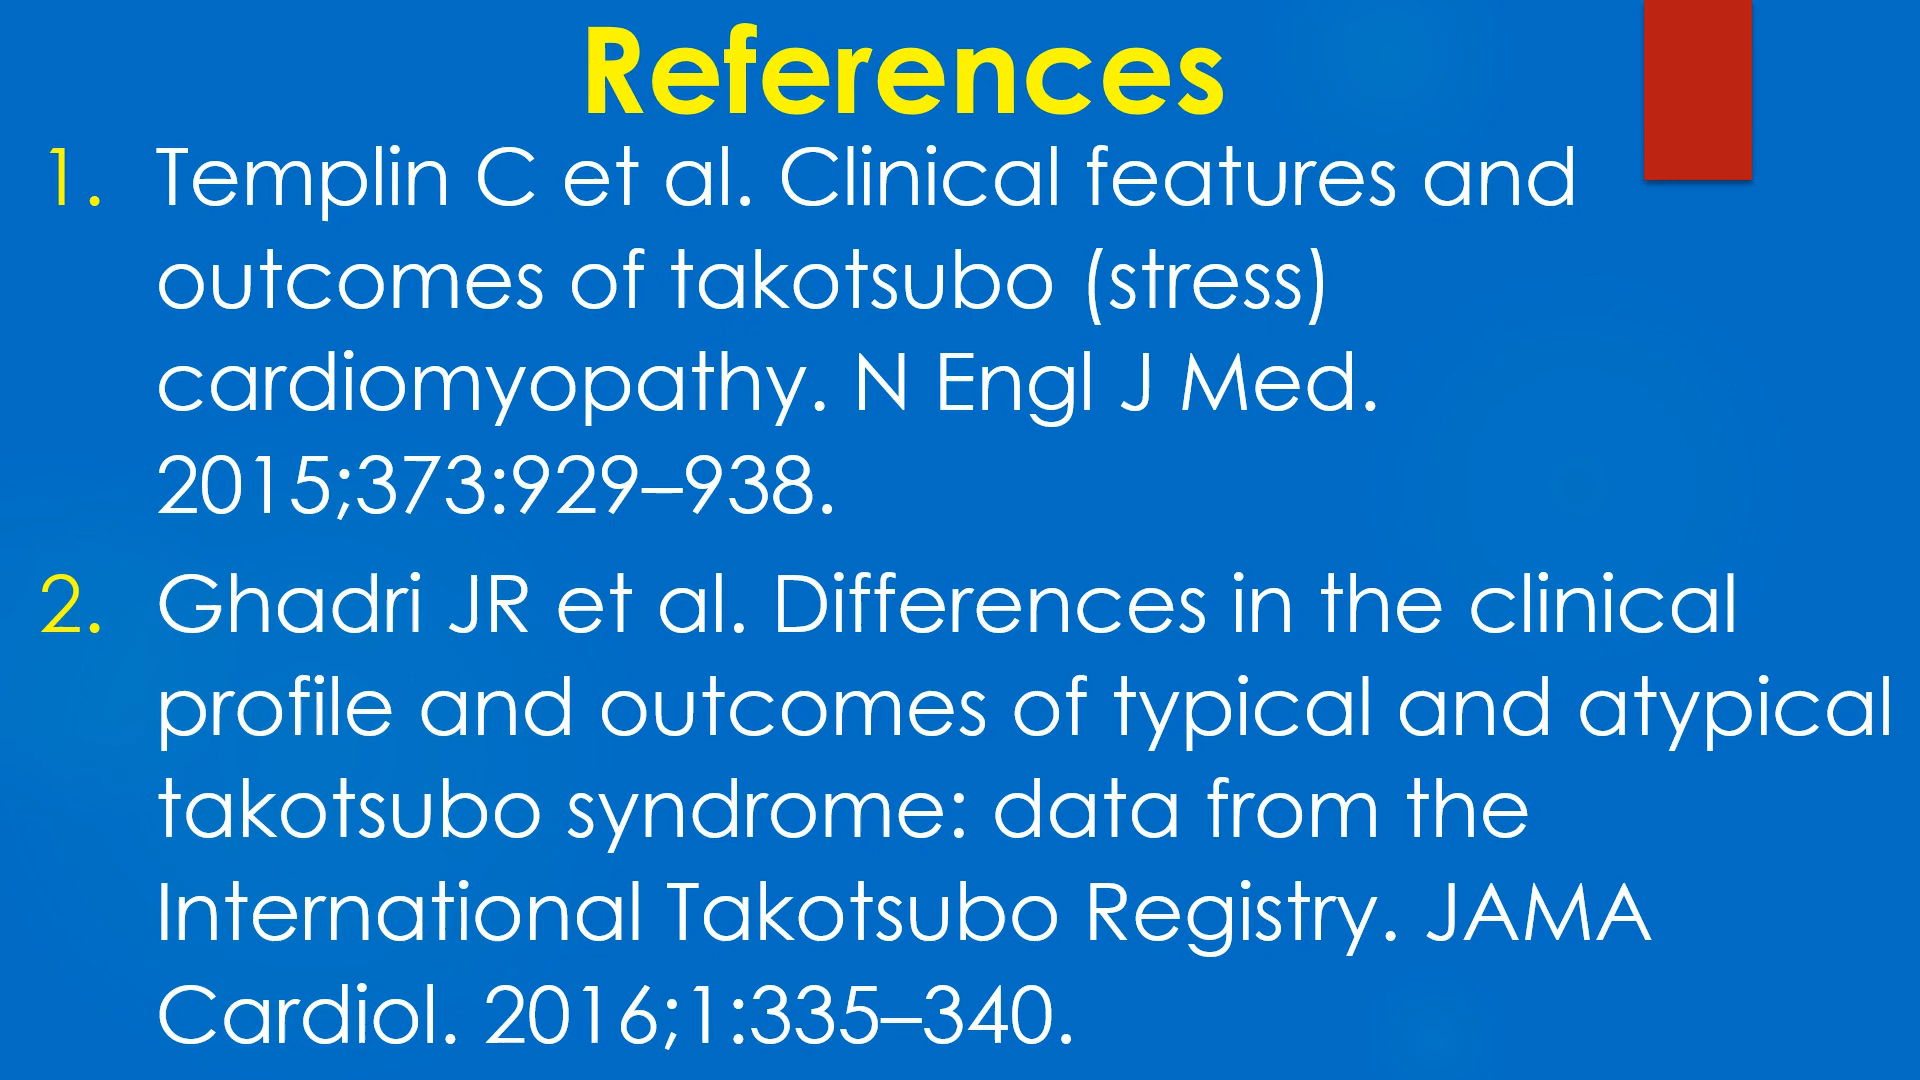 References
1. Templin C et al. Clinical features and
outcomes of takotsubo (stress)
cardiomyopathy. N Engl J Med.
2015;373:929–938.
2. Ghadri JR et al. Differences in the clinical
profile and outcomes of typical and atypical
takotsubo syndrome: data from the
International Takotsubo Registry. JAMA
Cardiol. 2016;1:335–340.